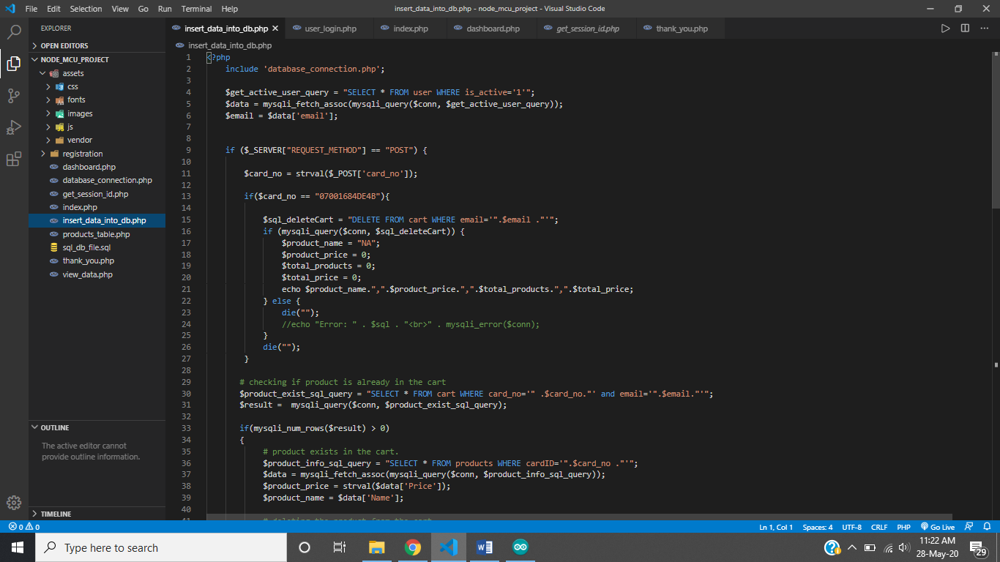 File Edit Selection View Go Run Terminal Help insert_data_into_db.php - node_mcu_project - Visual Studio Code
EXPLORER
OPEN EDITORS
NODE_MCU_PROJECT
assets
css
fonts
images
js
vendor
registration
dashboard.php
database_connection.php
get_session_id.php
index.php
insert_data_into_db.php
products_table.php
sql_db_file.sql
thank_you.php
view_data.php
OUTLINE
The active editor cannot
provide outline information.
TIMELINE
insert_data_into_db.php user_login.php index.php dashboard.php get_session_id.php thank_you.php
insert_data_into_db.php
1 <?php
2 include 'database_connection.php';
3
4 $get_active_user_query = "SELECT * FROM user WHERE is_active='1'";
5 $data = mysqli_fetch_assoc(mysqli_query($conn, $get_active_user_query));
6 $email = $data['email'];
7
8
9 if ($_SERVER["REQUEST_METHOD"] == "POST") {
10
11 $card_no = strval($_POST['card_no']);
12
13 if($card_no == "07001684DE4B"){
14
15 $sql_deleteCart = "DELETE FROM cart WHERE email='".$email ."'";
16 if (mysqli_query($conn, $sql_deleteCart)) {
17 $product_name = "NA";
18 $product_price = 0;
19 $total_products = 0;
20 $total_price = 0;
21 echo $product_name.",".$product_price.",".$total_products.",".$total_price;
22 } else {
23 die("");
24 //echo "Error: " . $sql . "<br>" . mysqli_error($conn);
25 }
26 die("");
27 }
28
29 # checking if product is already in the cart
30 $product_exist_sql_query = "SELECT * FROM cart WHERE card_no='" .$card_no."' and email='".$email."'";
31 $result = mysqli_query($conn, $product_exist_sql_query);
32
33 if(mysqli_num_rows($result) > 0)
34 {
35 # product exists in the cart.
36 $product_info_sql_query = "SELECT * FROM products WHERE cardID='".$card_no ."'";
37 $data = mysqli_fetch_assoc(mysqli_query($conn, $product_info_sql_query));
38 $product_price = strval($data['Price']);
39 $product_name = $data['Name'];
40
41 # deleting the product from the cart
0 0 Ln 1, Col 1 Spaces: 4 UTF-8 CRLF PHP Go Live
Type here to search
11:22 AM
28-May-20
29